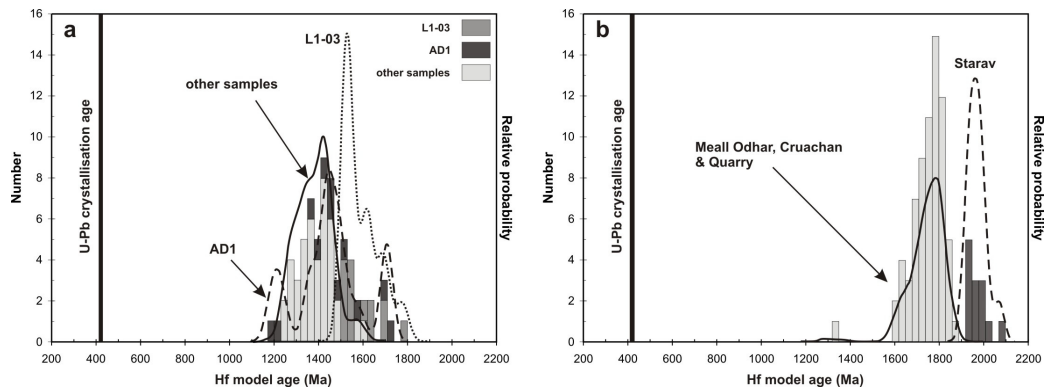 a
L1-03
AD1
other samples
L1-03
other samples
AD1
U-Pb crystallisation age
Number
16
14
12
10
8
6
4
2
0
200 400 600 800 1000 1200 1400 1600 1800 2000 2200
Hf model age (Ma)
Relative probability
b
Starav
Meall Odhar, Cruachan
& Quarry
U-Pb crystallisation age
Number
16
14
12
10
8
6
4
2
0
200 400 600 800 1000 1200 1400 1600 1800 2000 2200
Hf model age (Ma)
Relative probability